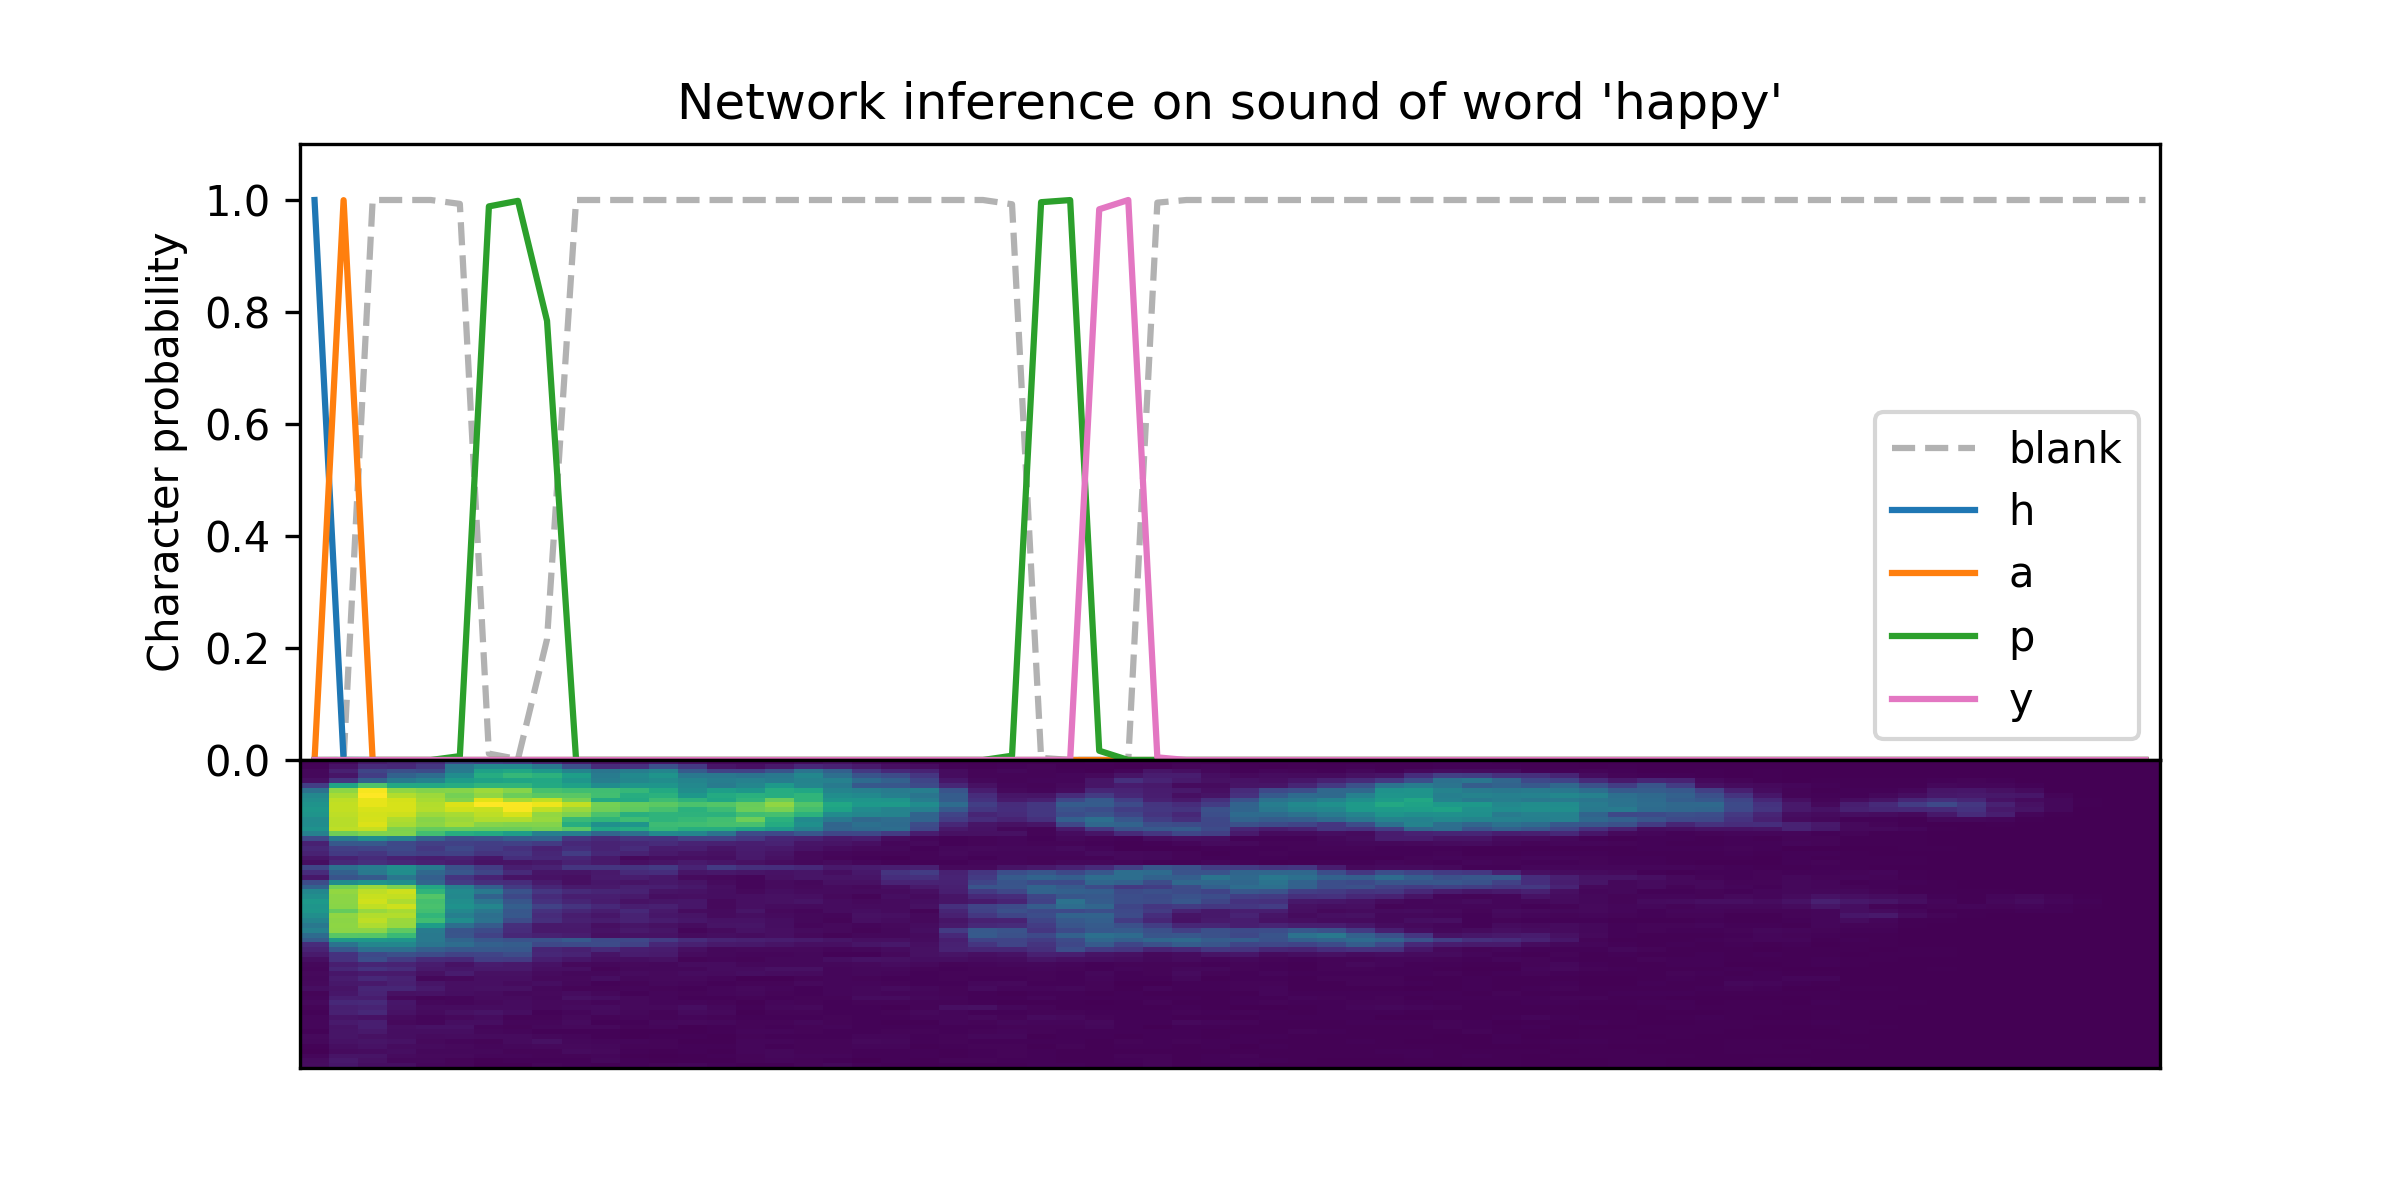 Network inference on sound of word 'happy'
Character probability
1.0
0.8
0.6
0.4
0.2
0.0
blank
h
a
p
y